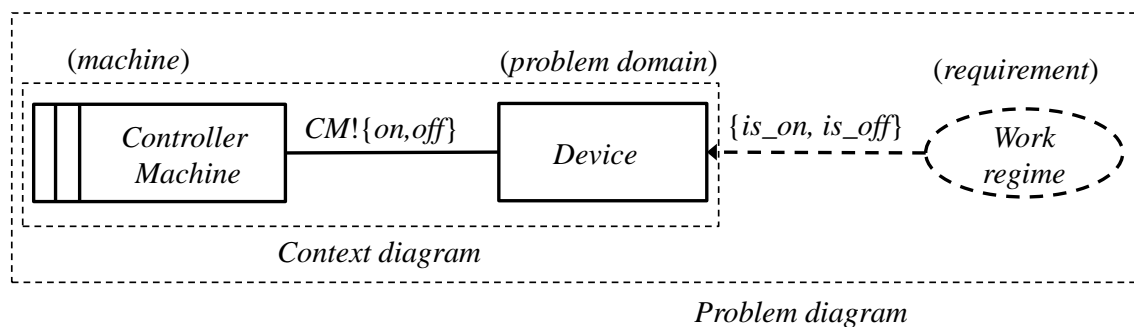 (machine)
(problem domain)
(requirement)
Controller
Machine
CM!{on,off}
Device
{is_on, is_off}
Work
regime
Context diagram
Problem diagram